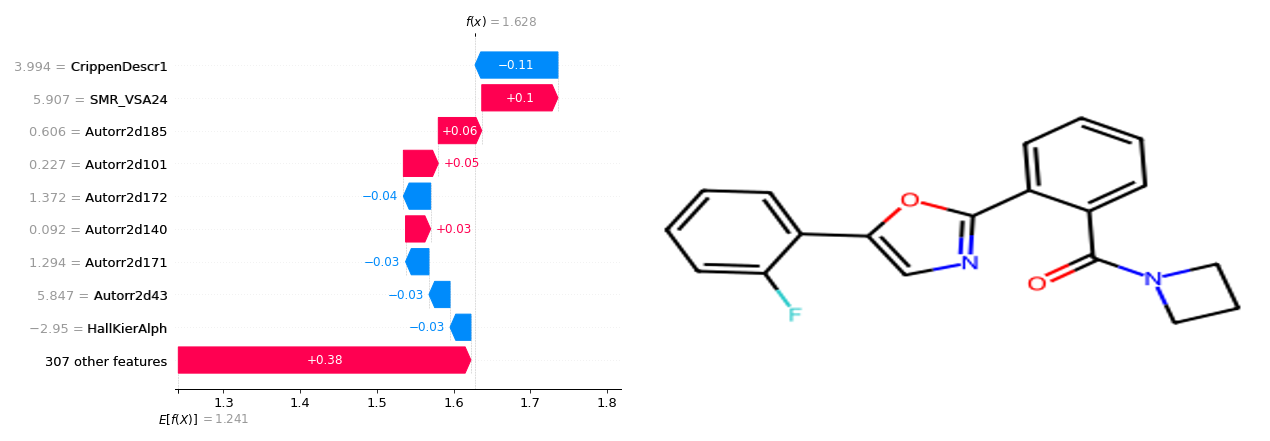 f(x) = 1.628
3.994 = CrippenDescr1 −0.11
5.907 = SMR_VSA24 +0.1
0.606 = Autorr2d185 +0.06
0.227 = Autorr2d101 +0.05
1.372 = Autorr2d172 −0.04
0.092 = Autorr2d140 +0.03
1.294 = Autorr2d171 −0.03
5.847 = Autorr2d43 −0.03
−2.95 = HallKierAlph −0.03
307 other features +0.38
1.3 1.4 1.5 1.6 1.7 1.8
E[f(X)] = 1.241
O
N
O
N
F